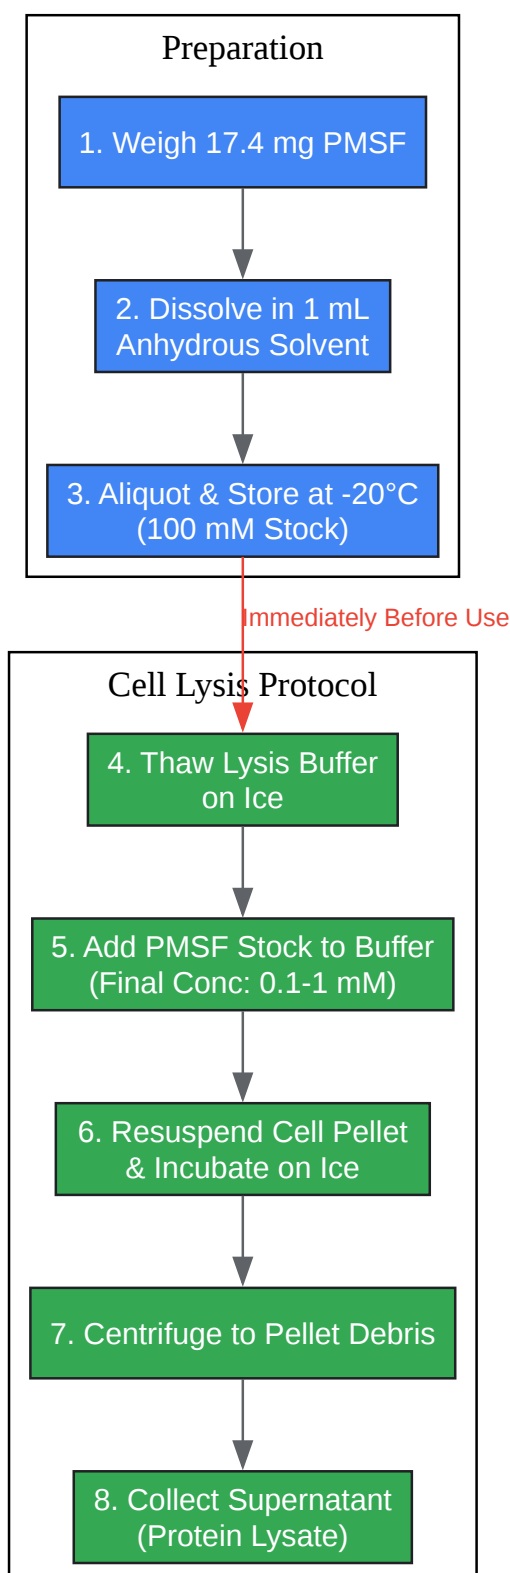 Preparation
1. Weigh 17.4 mg PMSF
2. Dissolve in 1 mL
Anhydrous Solvent
3. Aliquot & Store at -20°C
(100 mM Stock)
Immediately Before Use
Cell Lysis Protocol
4. Thaw Lysis Buffer
on Ice
5. Add PMSF Stock to Buffer
(Final Conc: 0.1-1 mM)
6. Resuspend Cell Pellet
& Incubate on Ice
7. Centrifuge to Pellet Debris
8. Collect Supernatant
(Protein Lysate)